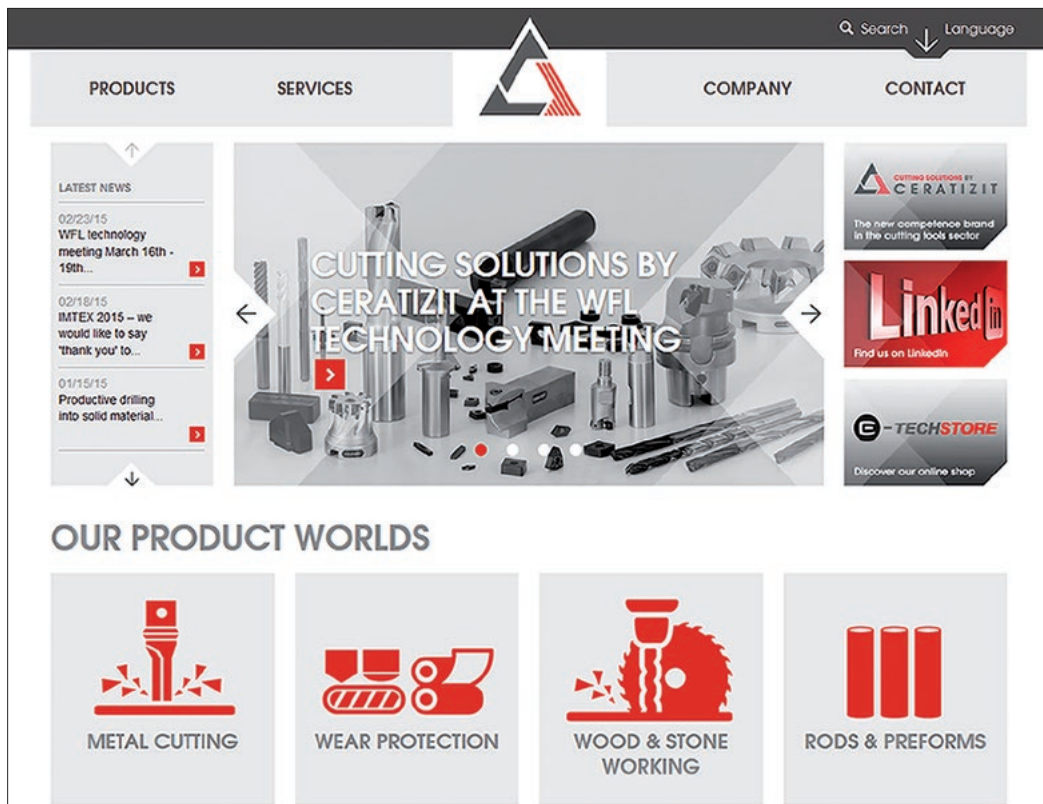 Search
Language
PRODUCTS
SERVICES
COMPANY
CONTACT
LATEST NEWS
02/23/15
WFL technology
meeting March 16th -
19th...
02/18/15
IMTEX 2015 – we
would like to say
'thank you' to...
01/15/15
Productive drilling
into solid material...
CUTTING SOLUTIONS BY
CERATIZIT AT THE WFL
TECHNOLOGY MEETING
CUTTING SOLUTIONS BY
CERATIZIT
The new competence brand
in the cutting tools sector
Linked in
Find us on LinkedIn
e-TECHSTORE
Discover our online shop
OUR PRODUCT WORLDS
METAL CUTTING
WEAR PROTECTION
WOOD & STONE
WORKING
RODS & PREFORMS